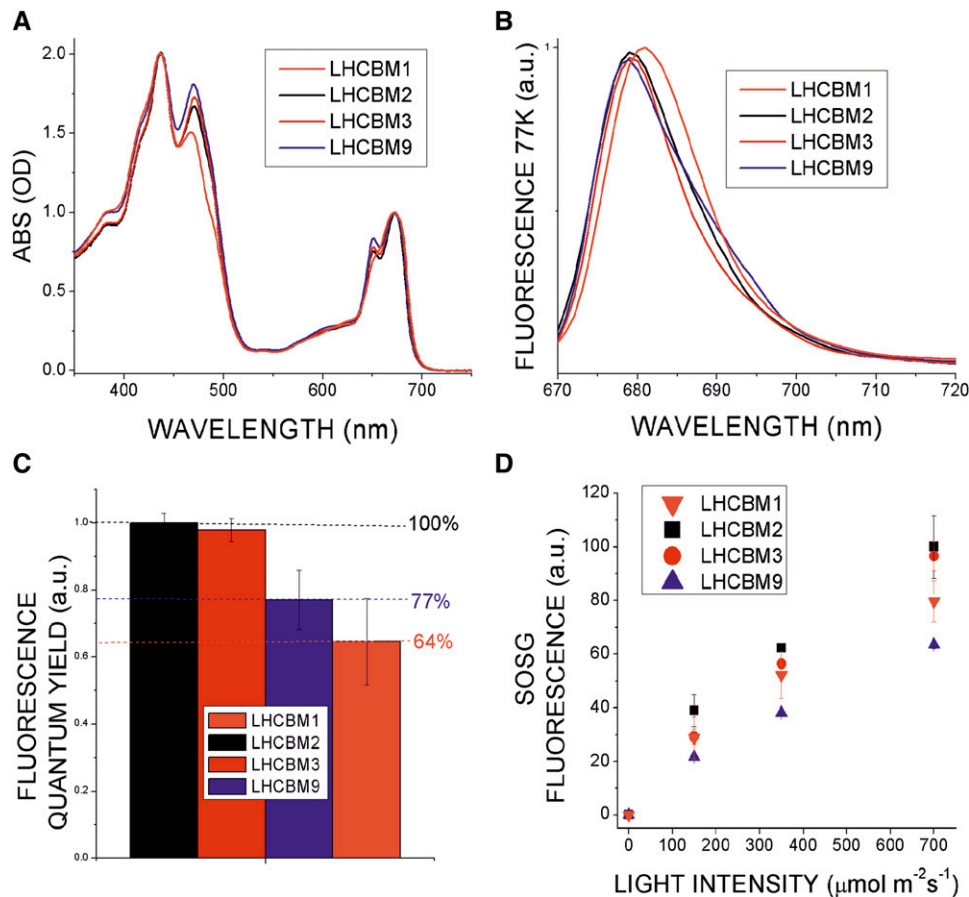 A
LHCBM1
LHCBM2
LHCBM3
LHCBM9
ABS (OD)
2.0
1.5
1.0
0.5
0.0
400
500
600
700
WAVELENGTH (nm)
B
LHCBM1
LHCBM2
LHCBM3
LHCBM9
FLUORESCENCE 77K (a.u.)
1
670
680
690
700
710
720
WAVELENGTH (nm)
C
FLUORESCENCE
QUANTUM YIELD (a.u.)
1.0
0.8
0.6
0.4
0.2
0.0
100%
77%
64%
LHCBM1
LHCBM2
LHCBM3
LHCBM9
D
LHCBM1
LHCBM2
LHCBM3
LHCBM9
SOSG
FLUORESCENCE (a.u.)
120
100
80
60
40
20
0
0
100
200
300
400
500
600
700
LIGHT INTENSITY (μmol m⁻²s⁻¹)